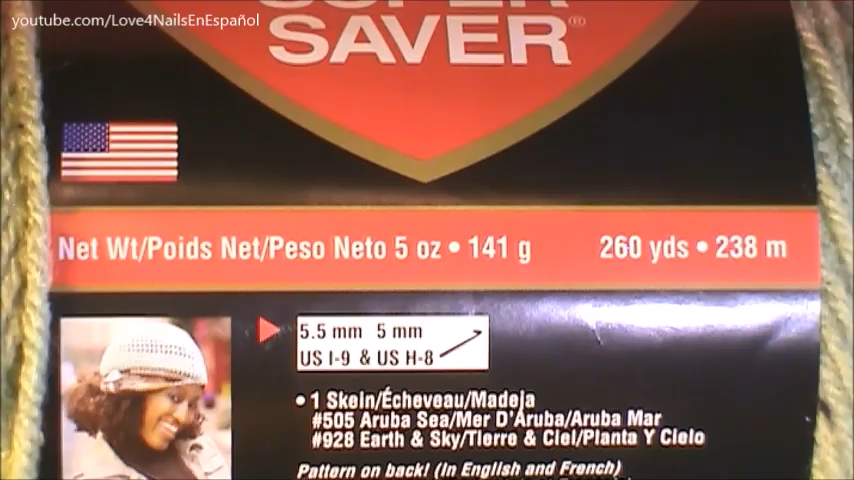 youtube.com/Love4NailsEnEspañol
SUPER
SAVER®
Net Wt/Poids Net/Peso Neto 5 oz • 141 g
260 yds • 238 m
5.5 mm 5 mm
US I-9 & US H-8
• 1 Skein/Écheveau/Madeja
#505 Aruba Sea/Mer D'Aruba/Aruba Mar
#928 Earth & Sky/Tierre & Ciel/Planta Y Cielo
Pattern on back! (in English and French)